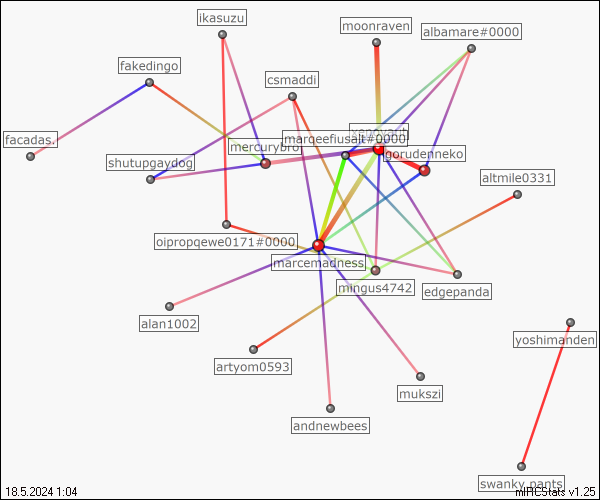 ikasuzu
moonraven
albamare#0000
fakedingo
csmaddi
marqeefiusalt#0000
mercurybro
gorudenneko
facadas.
shutupgaydog
altmile0331
oipropqewe0171#0000
marcemadness
mingus4742
edgepanda
alan1002
yoshimanden
artyom0593
mukszi
andnewbees
swanky.pants
18.5.2024 1:04
mIRCStats v1.25